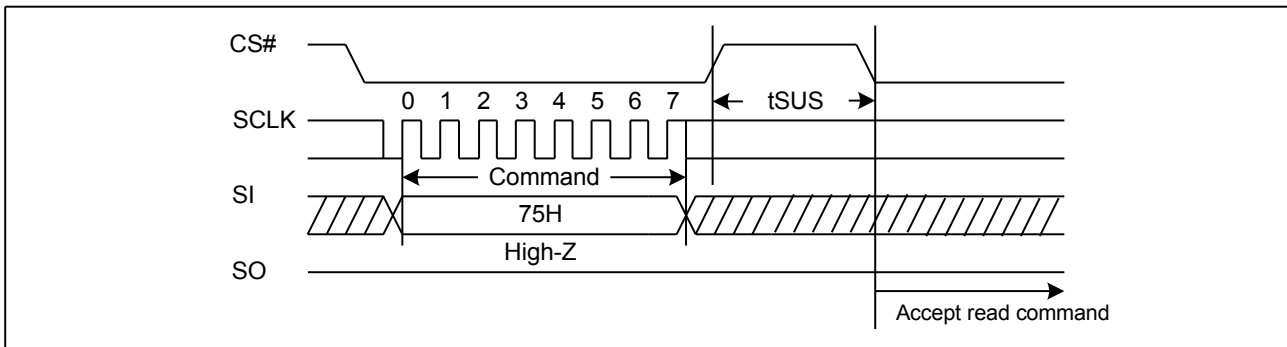 CS#
0 1 2 3 4 5 6 7
tSUS
SCLK
Command
SI
75H
High-Z
SO
Accept read command